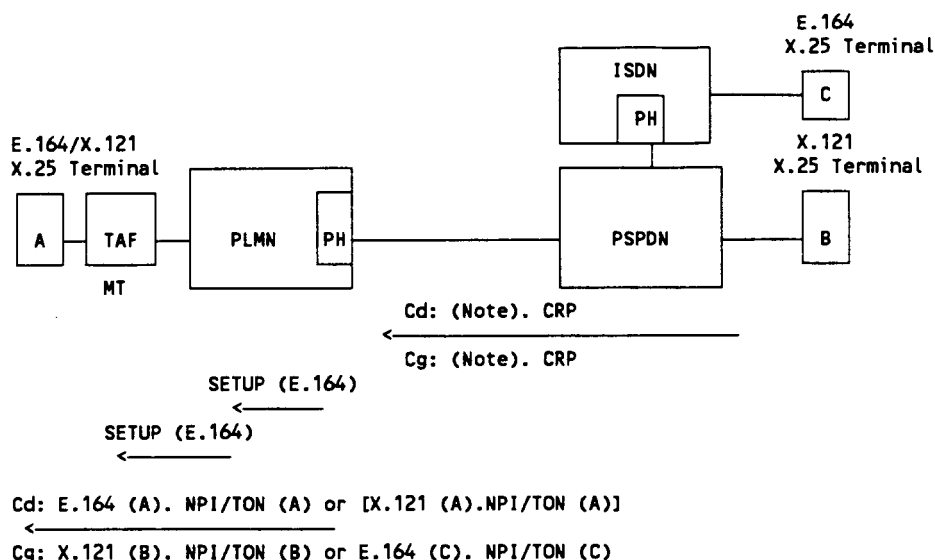 E.164
X.25 Terminal
ISDN
C
PH
X.121
X.25 Terminal
E.164/X.121
X.25 Terminal
A
TAF
PLMN
PH
PSPDN
B
MT
Cd: (Note). CRP
Cg: (Note). CRP
SETUP (E.164)
SETUP (E.164)
Cd: E.164 (A). NPI/TON (A) or [X.121 (A).NPI/TON (A)]
Cg: X.121 (B). NPI/TON (B) or E.164 (C). NPI/TON (C)